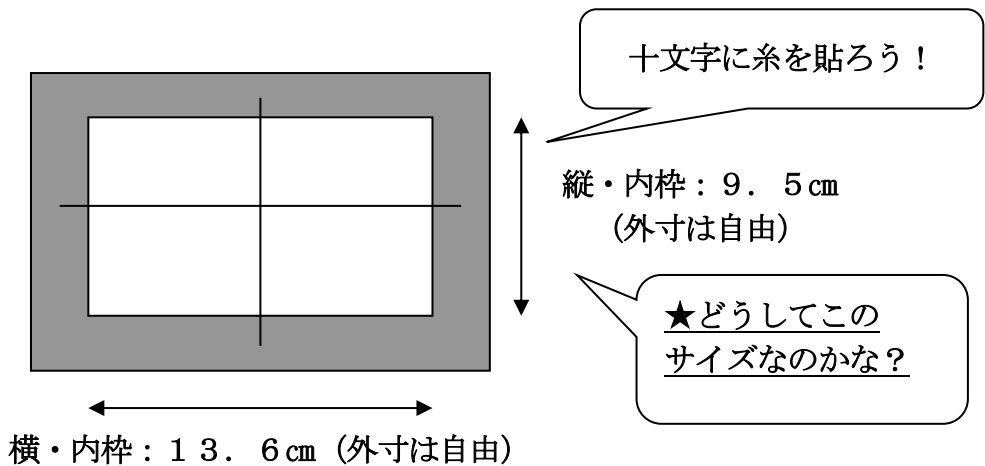 十文字に糸を貼ろう！
縦・内枠：９．５㎝
（外寸は自由）
★どうしてこの
サイズなのかな？
横・内枠：１３．６㎝（外寸は自由）